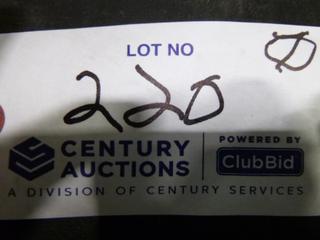 LOT NO
220
CENTURY AUCTIONS
POWERED BY
ClubBid
A DIVISION OF CENTURY SERVICES